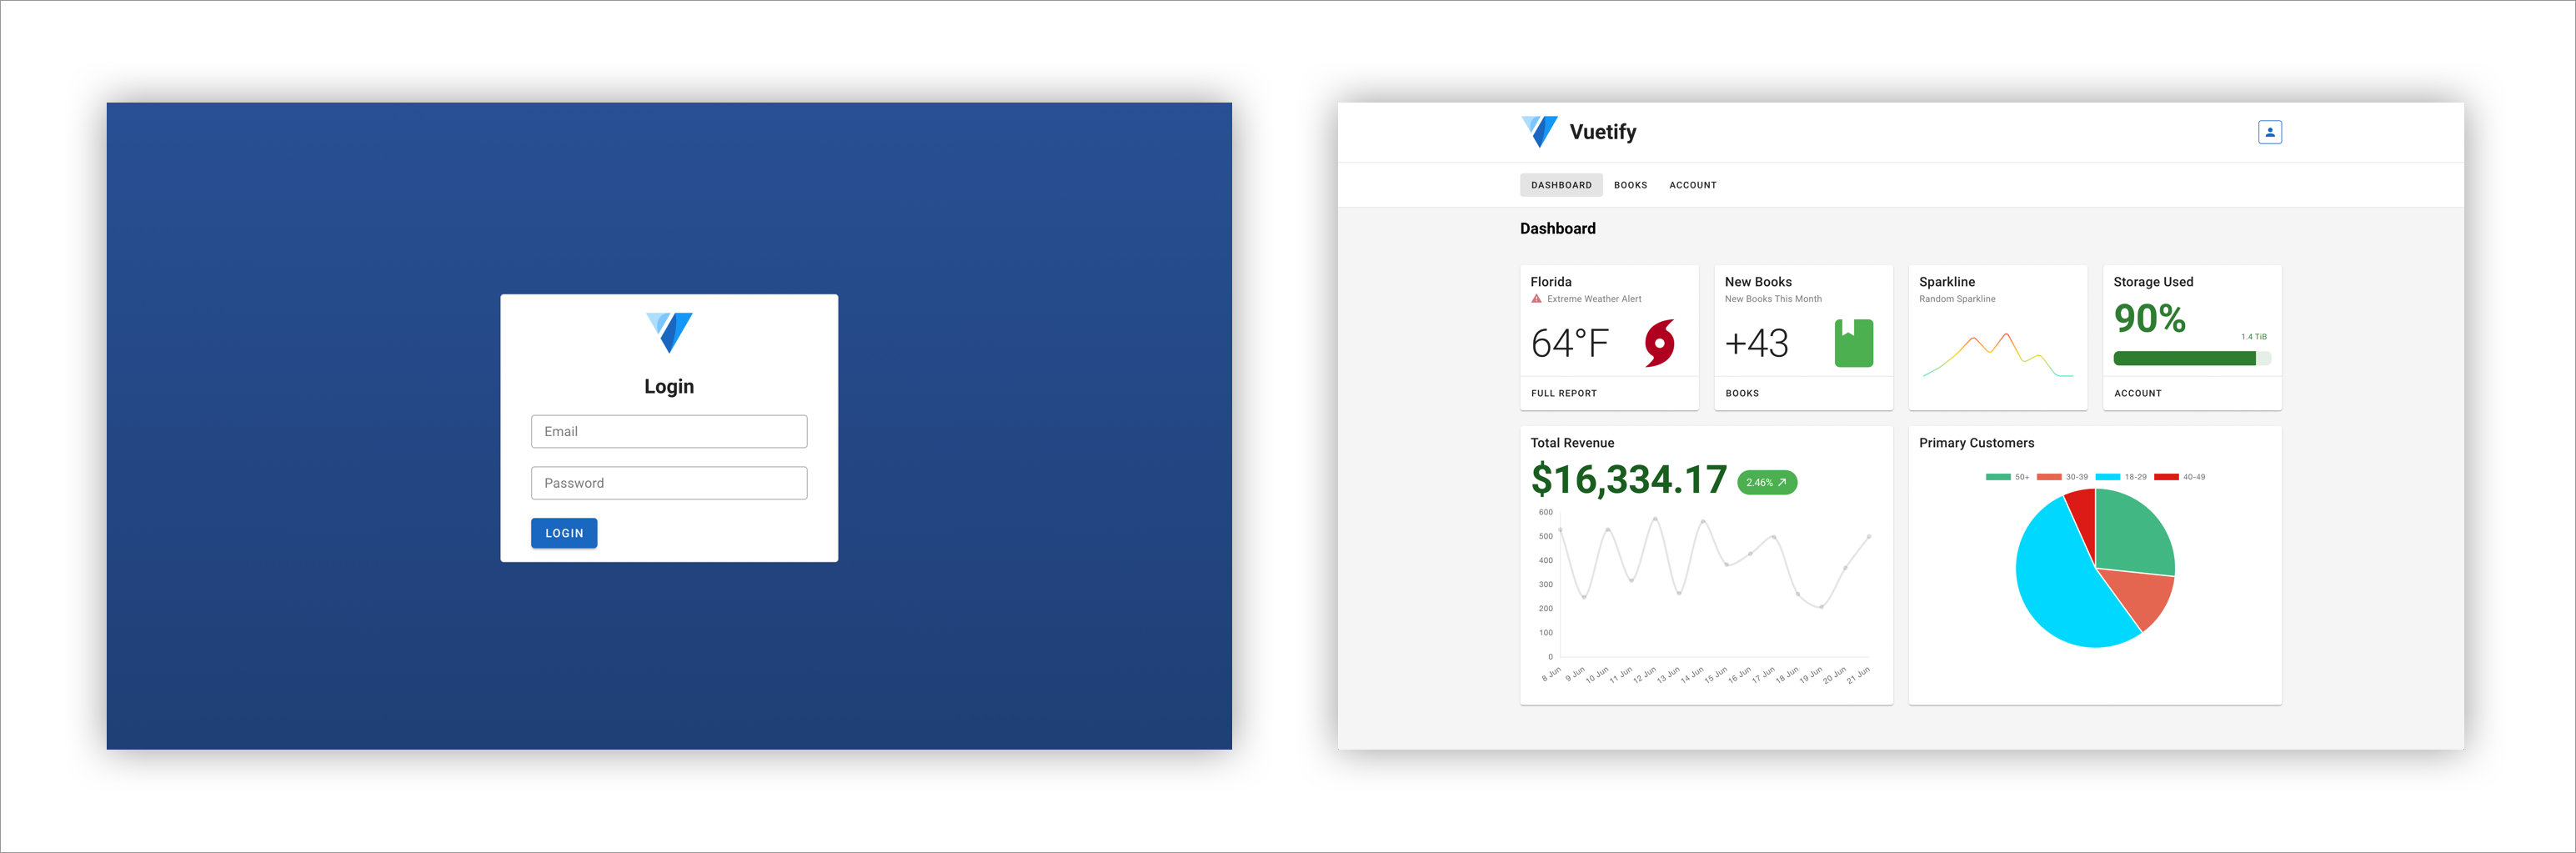 Login
Email
Password
LOGIN
Vuetify
DASHBOARD BOOKS ACCOUNT
Dashboard
Florida
Extreme Weather Alert
64°F
FULL REPORT
New Books
New Books This Month
+43
BOOKS
Sparkline
Random Sparkline
Storage Used
90%
1.4 TiB
ACCOUNT
Total Revenue
$16,334.17 2.46%
600
500
400
300
200
100
0
8 Jun 9 Jun 10 Jun 11 Jun 12 Jun 13 Jun 14 Jun 15 Jun 16 Jun 17 Jun 18 Jun 19 Jun 20 Jun 21 Jun
Primary Customers
50+ 30-39 18-29 40-49